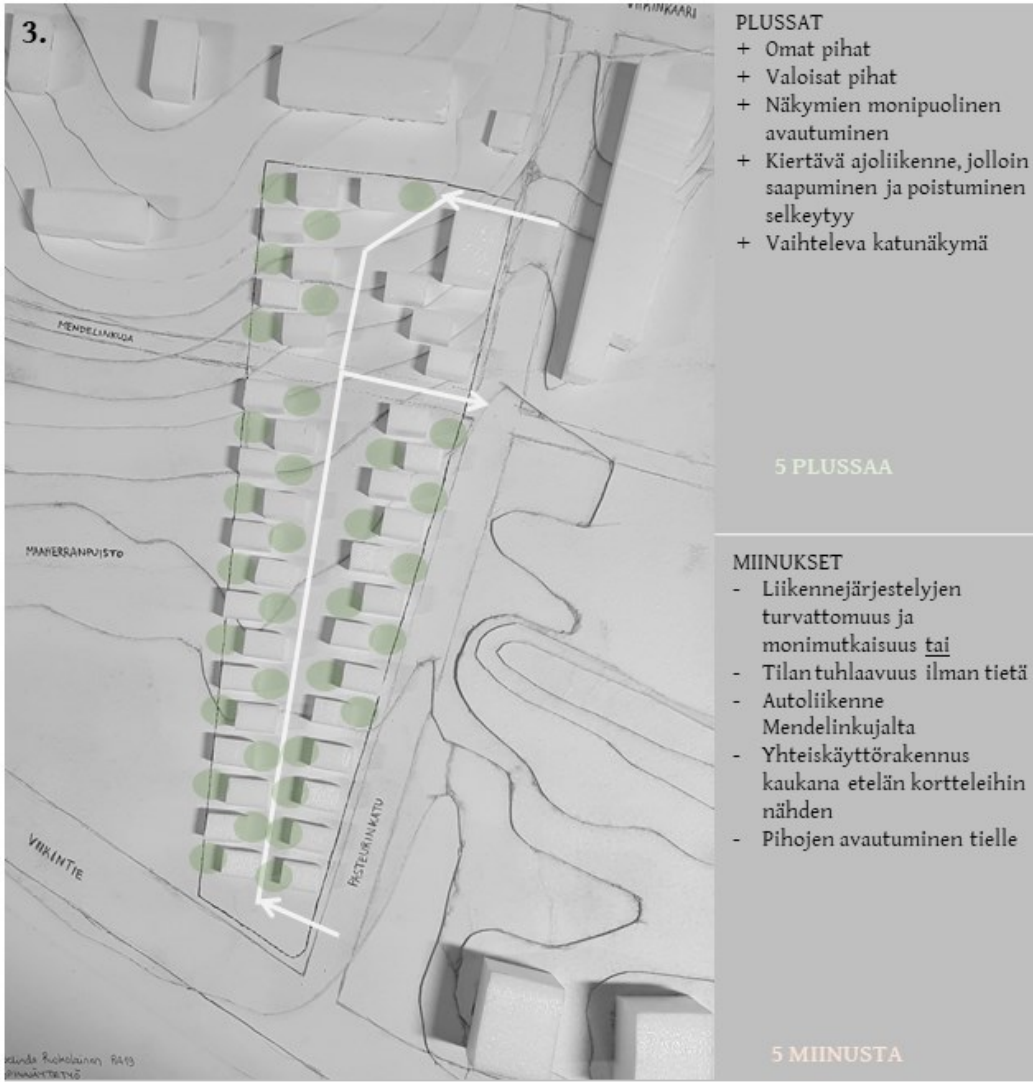 3.
VIIKINKAARI
MENDELINKUJA
MAAHERRANPUISTO
VIIKINTIE
PASTEURINKATU
RA19
OPINNÄYTETYÖ
PLUSSAT
+ Omat pihat
+ Valoisat pihat
+ Näkymien monipuolinen
avautuminen
+ Kiertävä ajoliikenne, jolloin
saapuminen ja poistuminen
selkeytyy
+ Vaihteleva katunäkymä
5 PLUSSAA
MIINUKSET
- Liikennejärjestelyjen
turvattomuus ja
monimutkaisuus tai
- Tilan tuhlaavuus ilman tietä
- Autoliikenne
Mendelinkujalta
- Yhteiskäyttörakennus
kaukana etelän kortteleihin
nähden
- Pihojen avautuminen tielle
5 MIINUSTA